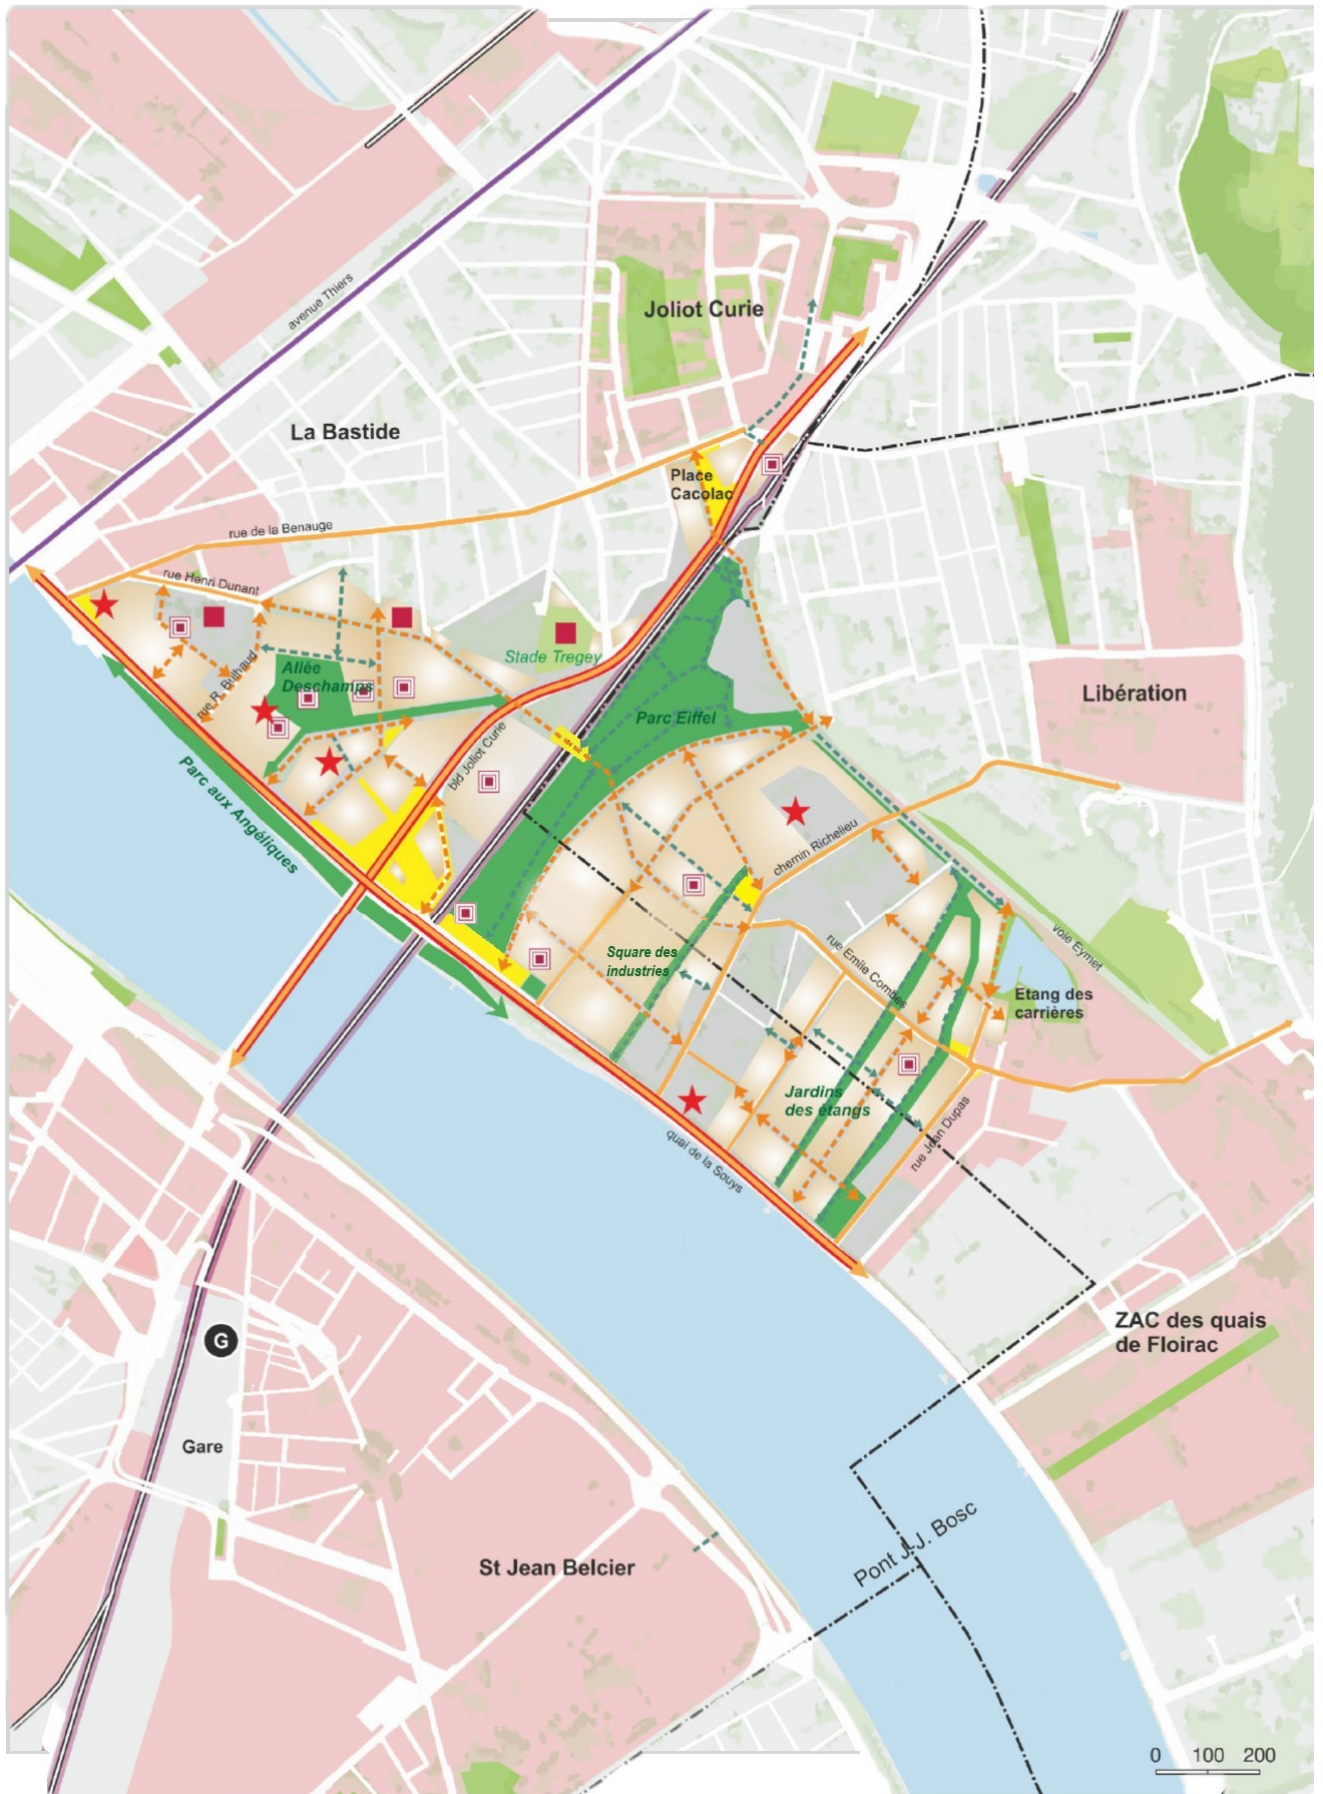 avenue Thiers
Joliot Curie
La Bastide
Place
Cacolac
rue de la Benauge
rue Henri Dunant
Stade Tregey
Allée
Deschamps
rue R. Bulhaud
Libération
Parc Eiffel
bld Joliot Curie
Parc aux Angéliques
chemin Richelieu
rue Emile Combes
voie Eymet
Square des
industries
Etang des
carrières
Jardins
des étangs
rue Jean Dupas
quai de la Souys
ZAC des quais
de Floirac
G
Gare
Pont J.J. Bosc
St Jean Belcier
0 100 200